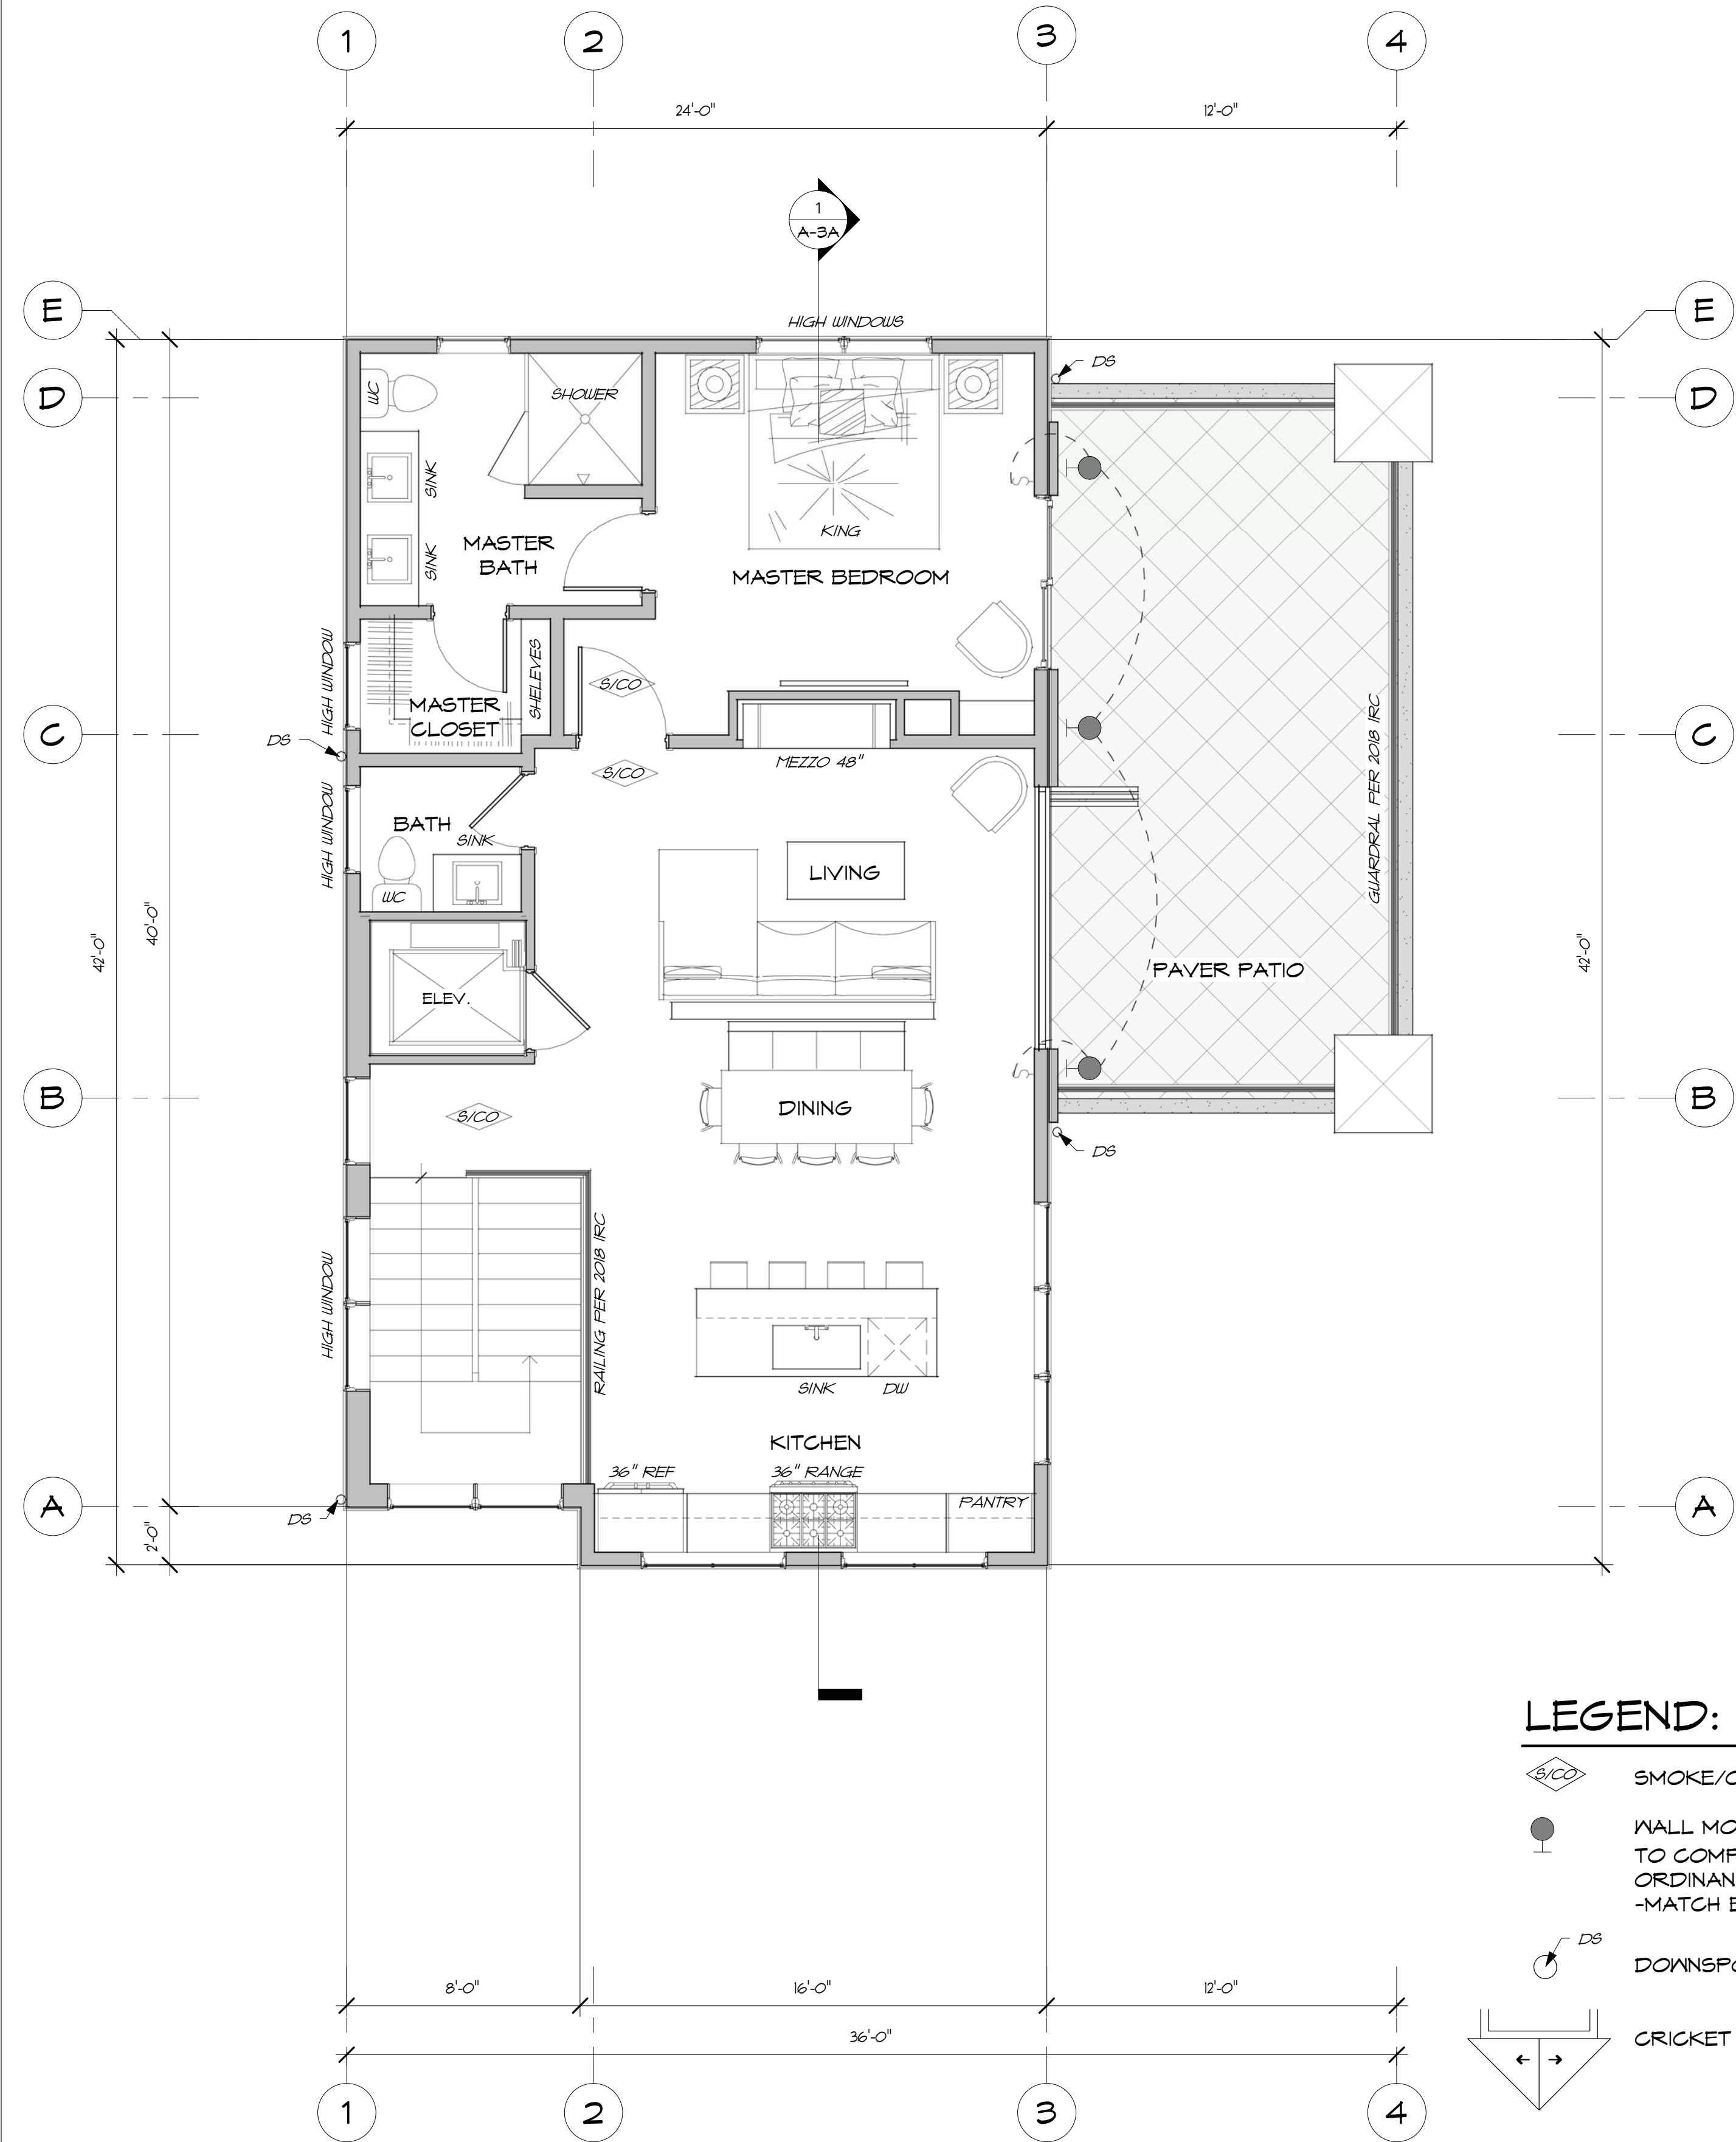 1
2
3
4
24'-0"
12'-0"
1
A-3A
E
E
HIGH WINDOWS
DS
D
D
WC
SHOWER
SINK
SINK
KING
MASTER
BATH
MASTER BEDROOM
HIGH WINDOW
SHELEVES
S/CO
MASTER
CLOSET
GUARDRAL PER 2018 IRC
C
C
DS
S/CO
MEZZO 48"
HIGH WINDOW
BATH
SINK
WC
LIVING
42'-0"
40'-0"
42'-0"
PAVER PATIO
ELEV.
S
S
B
B
S/CO
DINING
DS
HIGH WINDOW
RAILING PER 2018 IRC
SINK
DW
KITCHEN
36" REF
36" RANGE
PANTRY
A
A
DS
2'-0"
LEGEND:
S/CO
SMOKE/
WALL
TO
-MATCH
DS
CRICKET
8'-0"
16'-0"
12'-0"
36'-0"
1
2
3
4